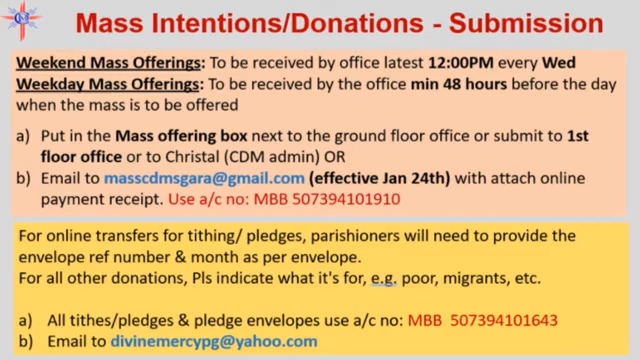 Mass Intentions/Donations - Submission
Weekend Mass Offerings: To be received by office latest 12:00PM every Wed
Weekday Mass Offerings: To be received by the office min 48 hours before the day
when the mass is to be offered
a) Put in the Mass offering box next to the ground floor office or submit to 1st
floor office or to Christal (CDM admin) OR
b) Email to masscdmsgara@gmail.com (effective Jan 24th) with attach online
payment receipt. Use a/c no: MBB 507394101910
For online transfers for tithing/ pledges, parishioners will need to provide the
envelope ref number & month as per envelope.
For all other donations, Pls indicate what it's for, e.g. poor, migrants, etc.
a) All tithes/pledges & pledge envelopes use a/c no: MBB 507394101643
b) Email to divinemercypg@yahoo.com